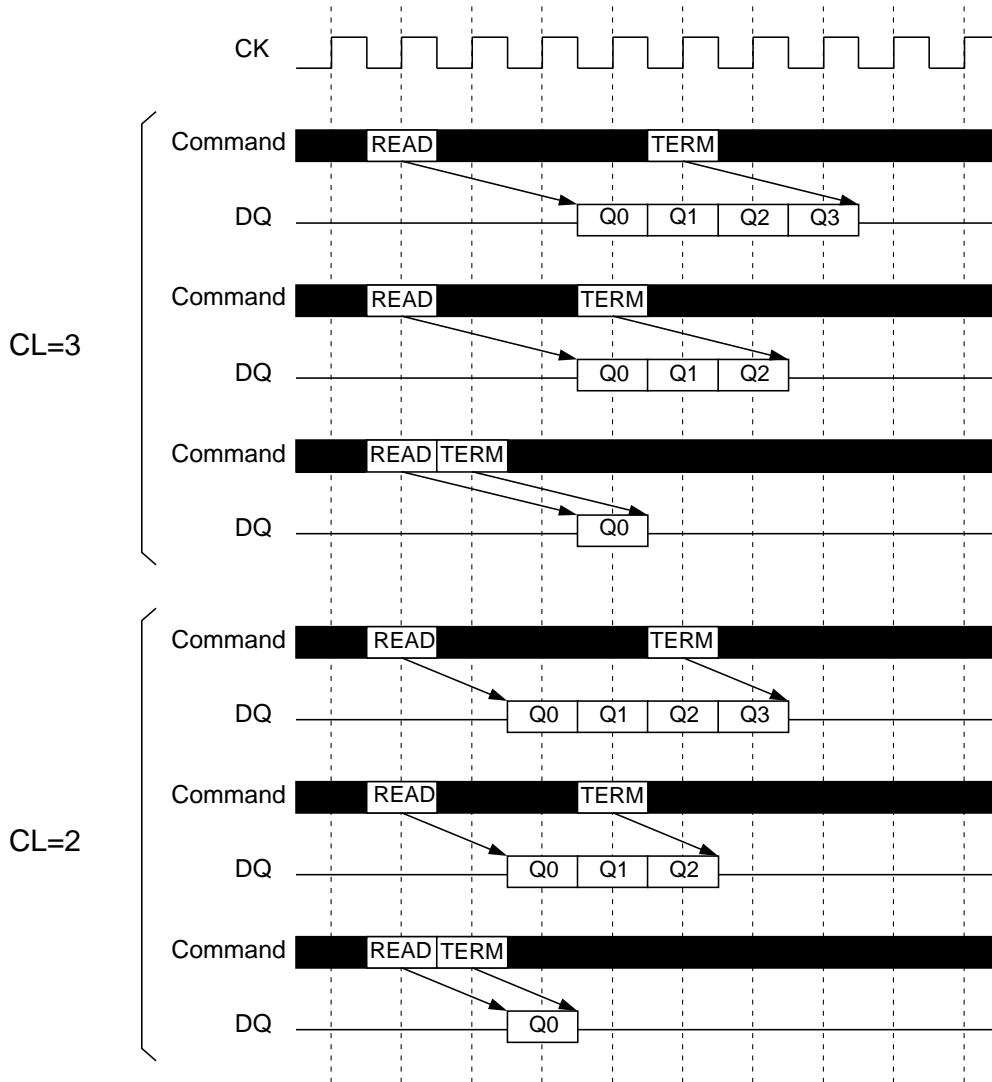 CK
Command READ TERM
DQ Q0 Q1 Q2 Q3
Command READ TERM
CL=3
DQ Q0 Q1 Q2
Command READ TERM
DQ Q0
Command READ TERM
DQ Q0 Q1 Q2 Q3
Command READ TERM
CL=2
DQ Q0 Q1 Q2
Command READ TERM
DQ Q0